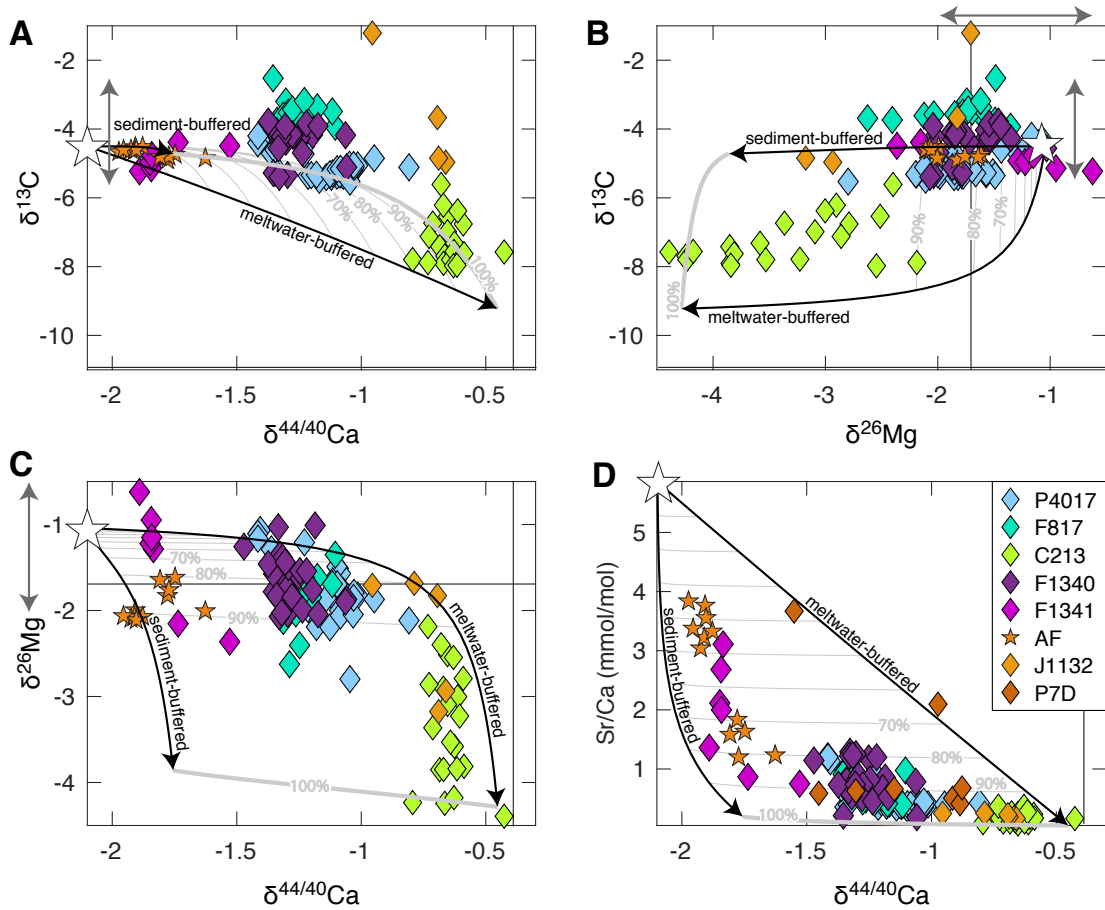 A
-2
-4
-6
-8
-10
δ13C
sediment-buffered
meltwater-buffered
70%
80%
90%
100%
-2
-1.5
-1
-0.5
δ44/40Ca
B
-2
-4
-6
-8
-10
δ13C
sediment-buffered
meltwater-buffered
90%
80%
70%
100%
-4
-3
-2
-1
δ26Mg
C
-1
-2
-3
-4
δ26Mg
70%
80%
90%
100%
sediment-buffered
meltwater-buffered
-2
-1.5
-1
-0.5
δ44/40Ca
D
5
4
3
2
1
Sr/Ca (mmol/mol)
sediment-buffered
meltwater-buffered
70%
80%
90%
100%
-2
-1.5
-1
-0.5
δ44/40Ca
P4017
F817
C213
F1340
F1341
AF
J1132
P7D